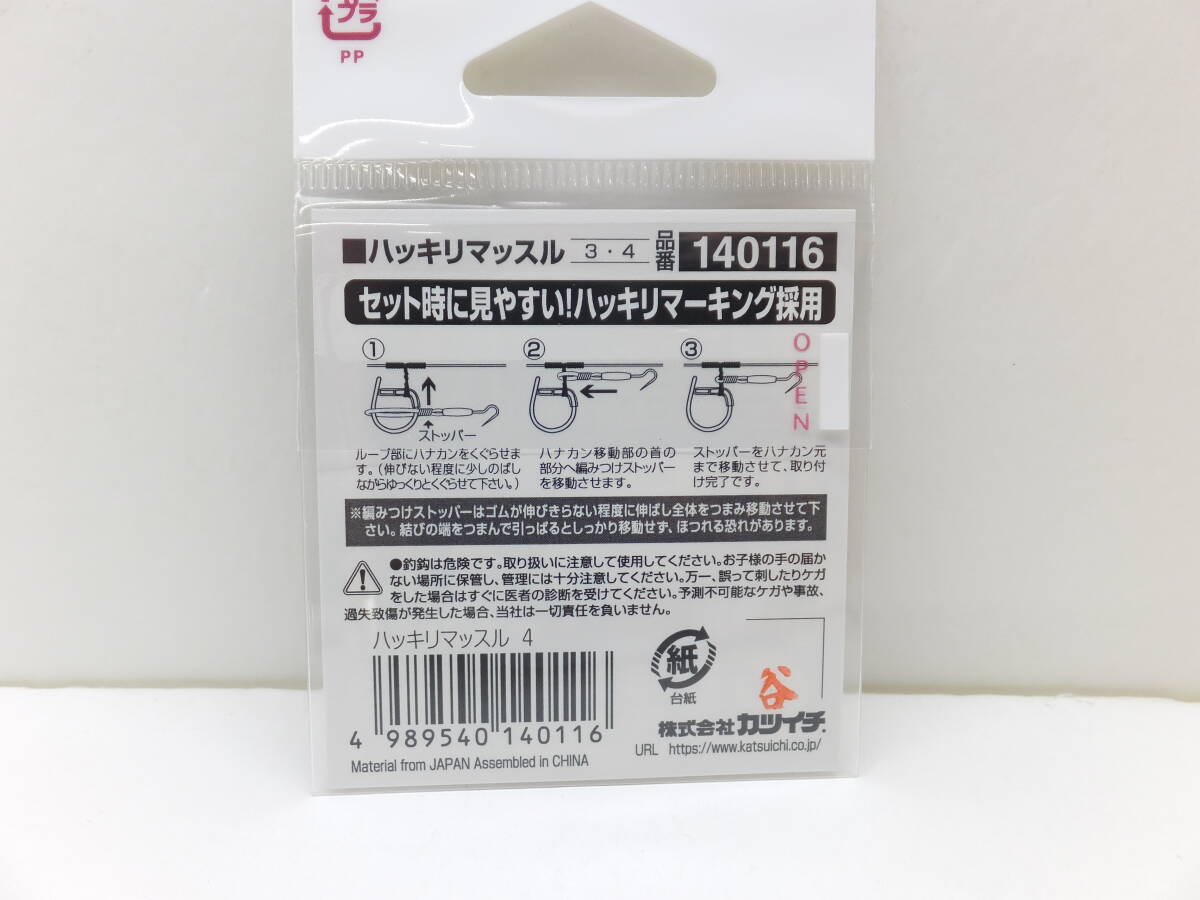 プラ
PP
■ハッキリマッスル 3・4 品番 140116
セット時に見やすい!ハッキリマーキング採用
① ② ③
OPEN
ストッパー
ループ部にハナカンをくぐらせま
す。(伸びない程度に少しのばし
ながらゆっくりとくぐらせて下さい。)
ハナカン移動部の首の
部分へ編みつけストッパー
を移動させます。
ストッパーをハナカン元
まで移動させて、取り付
け完了です。
※編みつけストッパーはゴムが伸びきらない程度に伸ばし全体をつまみ移動させて下
さい。結びの端をつまんで引っぱるとしっかり移動せず、ほつれる恐れがあります。
●釣鈎は危険です。取り扱いに注意して使用してください。お子様の手の届か
ない場所に保管し、管理には十分注意してください。万一、誤って刺したりケガ
をした場合はすぐに医者の診断を受けてください。予測不可能なケガや事故、
過失致傷が発生した場合、当社は一切責任を負いません。
ハッキリマッスル 4
4 989540 140116
Material from JAPAN Assembled in CHINA
紙
台紙
谷
株式会社カツイチ.
URL https://www.katsuichi.co.jp/